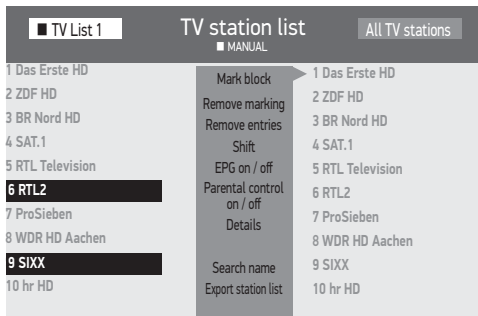 ■ TV List 1
TV station list
■ MANUAL
All TV stations
1 Das Erste HD
2 ZDF HD
3 BR Nord HD
4 SAT.1
5 RTL Television
6 RTL2
7 ProSieben
8 WDR HD Aachen
9 SIXX
10 hr HD
Mark block
Remove marking
Remove entries
Shift
EPG on / off
Parental control
on / off
Details
Search name
Export station list
1 Das Erste HD
2 ZDF HD
3 BR Nord HD
4 SAT.1
5 RTL Television
6 RTL2
7 ProSieben
8 WDR HD Aachen
9 SIXX
10 hr HD